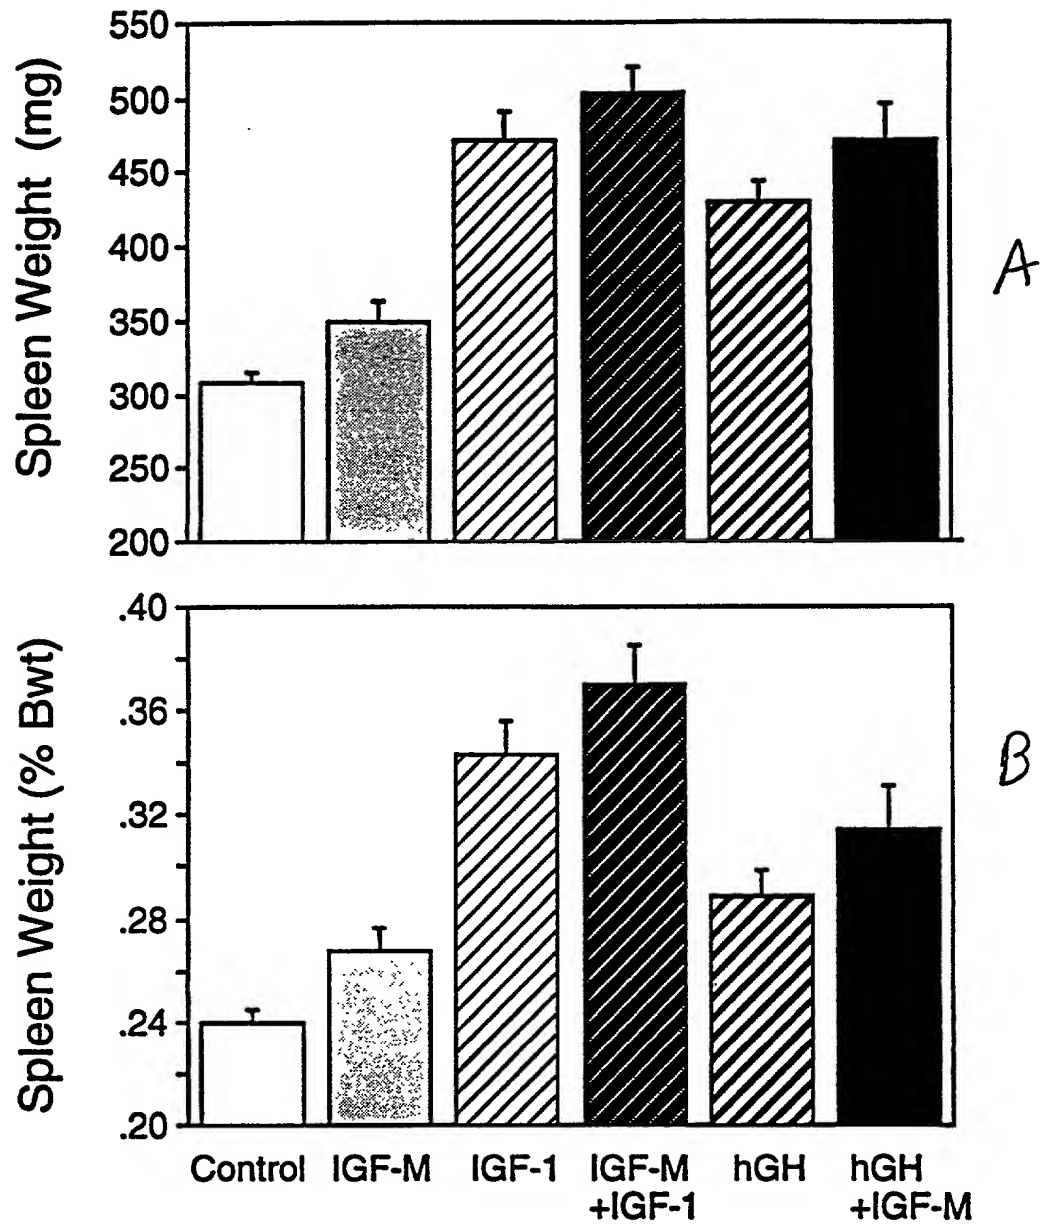 550
500
450
400
350
300
250
200
Spleen Weight (mg)
A
.40
.36
.32
.28
.24
.20
Spleen Weight (% Bwt)
B
Control IGF-M IGF-1 IGF-M hGH hGH
+IGF-1 +IGF-M